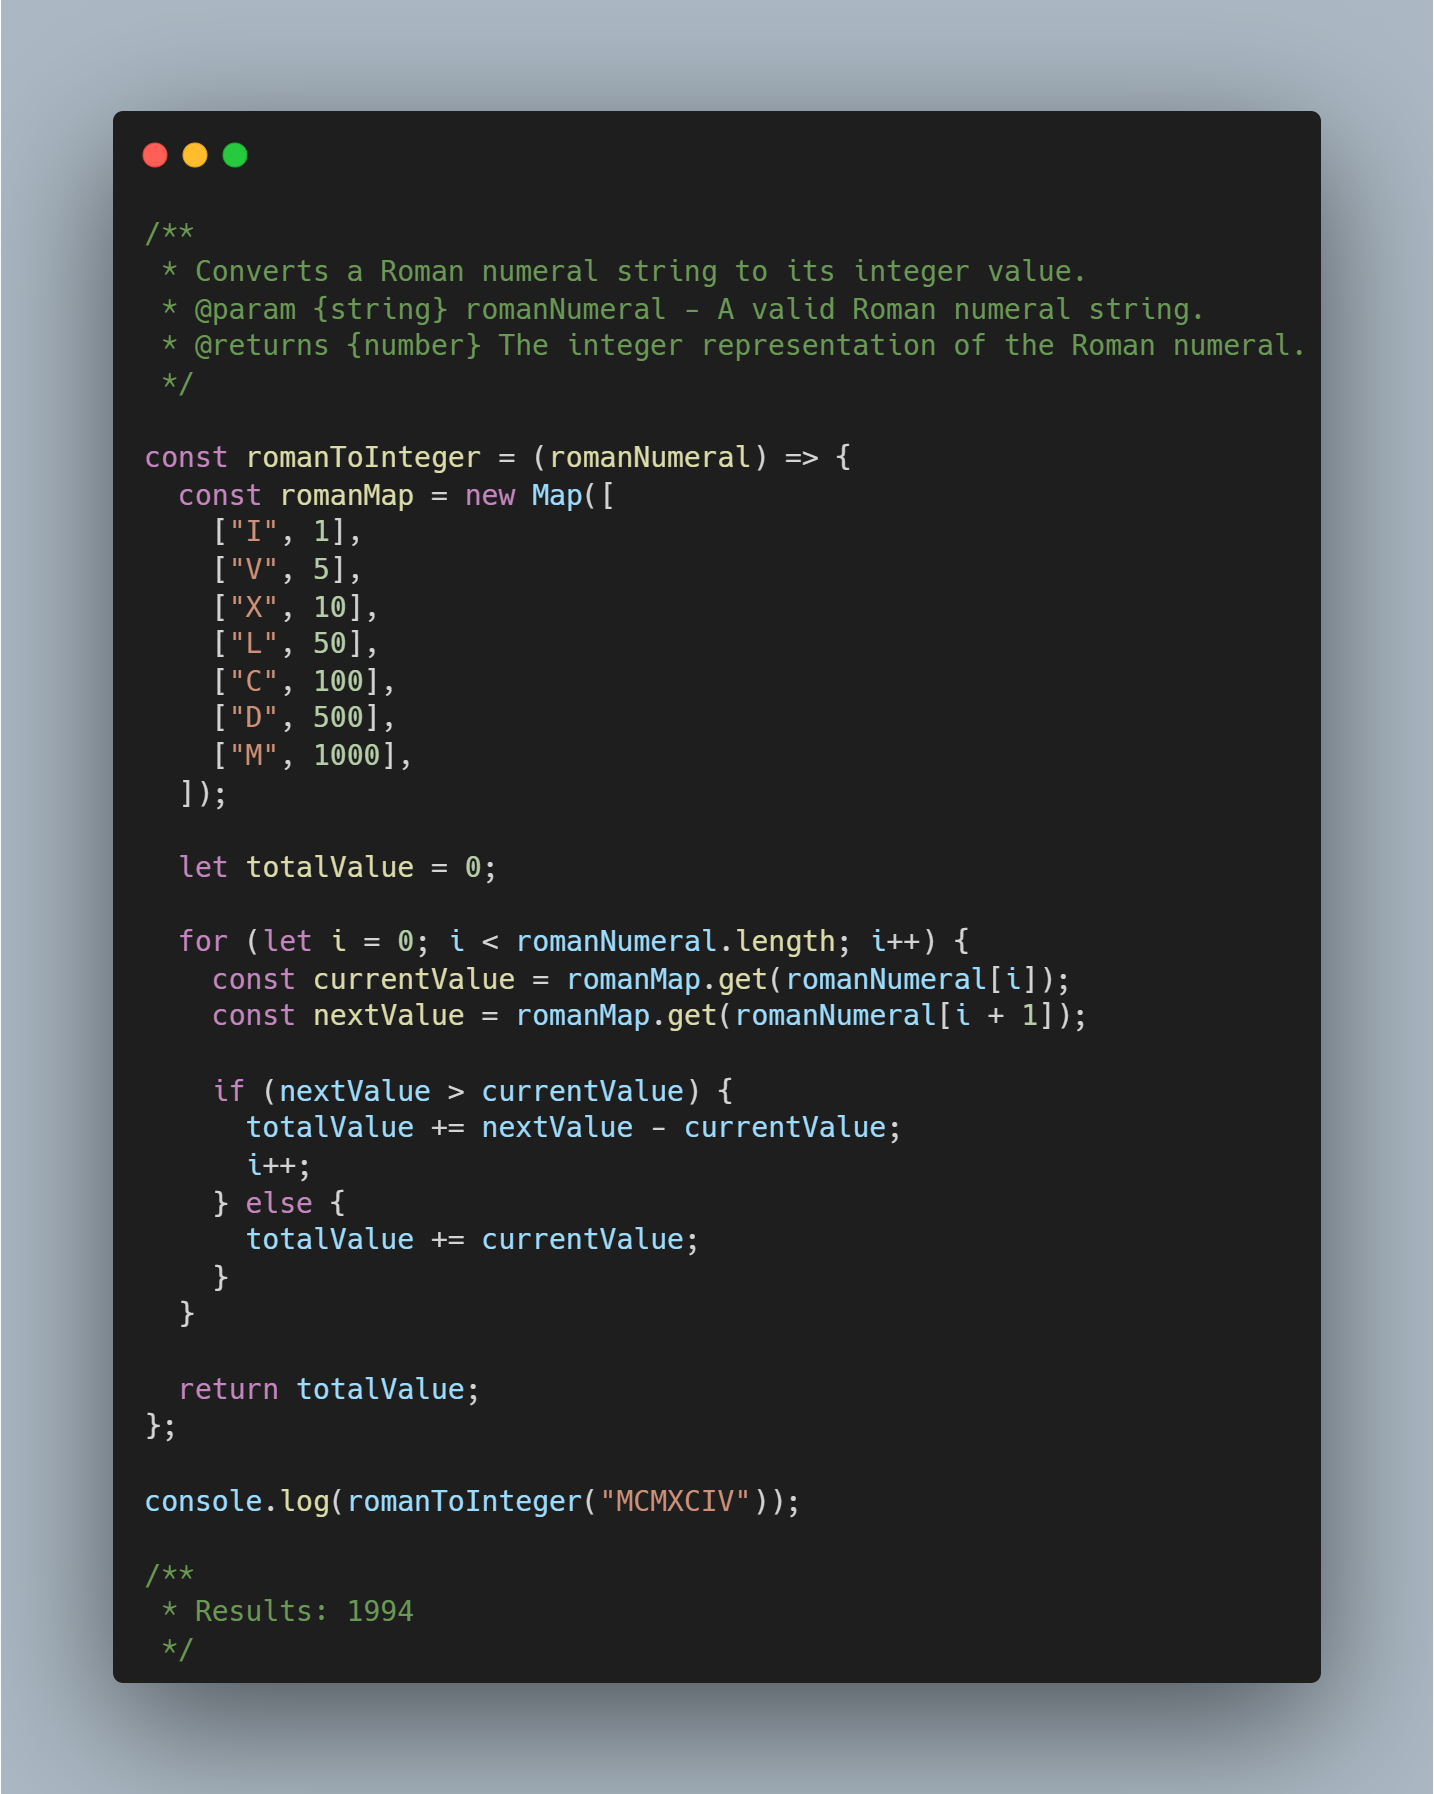 /**
 * Converts a Roman numeral string to its integer value.
 * @param {string} romanNumeral - A valid Roman numeral string.
 * @returns {number} The integer representation of the Roman numeral.
 */

const romanToInteger = (romanNumeral) => {
  const romanMap = new Map([
    ["I", 1],
    ["V", 5],
    ["X", 10],
    ["L", 50],
    ["C", 100],
    ["D", 500],
    ["M", 1000],
  ]);

  let totalValue = 0;

  for (let i = 0; i < romanNumeral.length; i++) {
    const currentValue = romanMap.get(romanNumeral[i]);
    const nextValue = romanMap.get(romanNumeral[i + 1]);

    if (nextValue > currentValue) {
      totalValue += nextValue - currentValue;
      i++;
    } else {
      totalValue += currentValue;
    }
  }

  return totalValue;
};

console.log(romanToInteger("MCMXCIV"));

/**
 * Results: 1994
 */